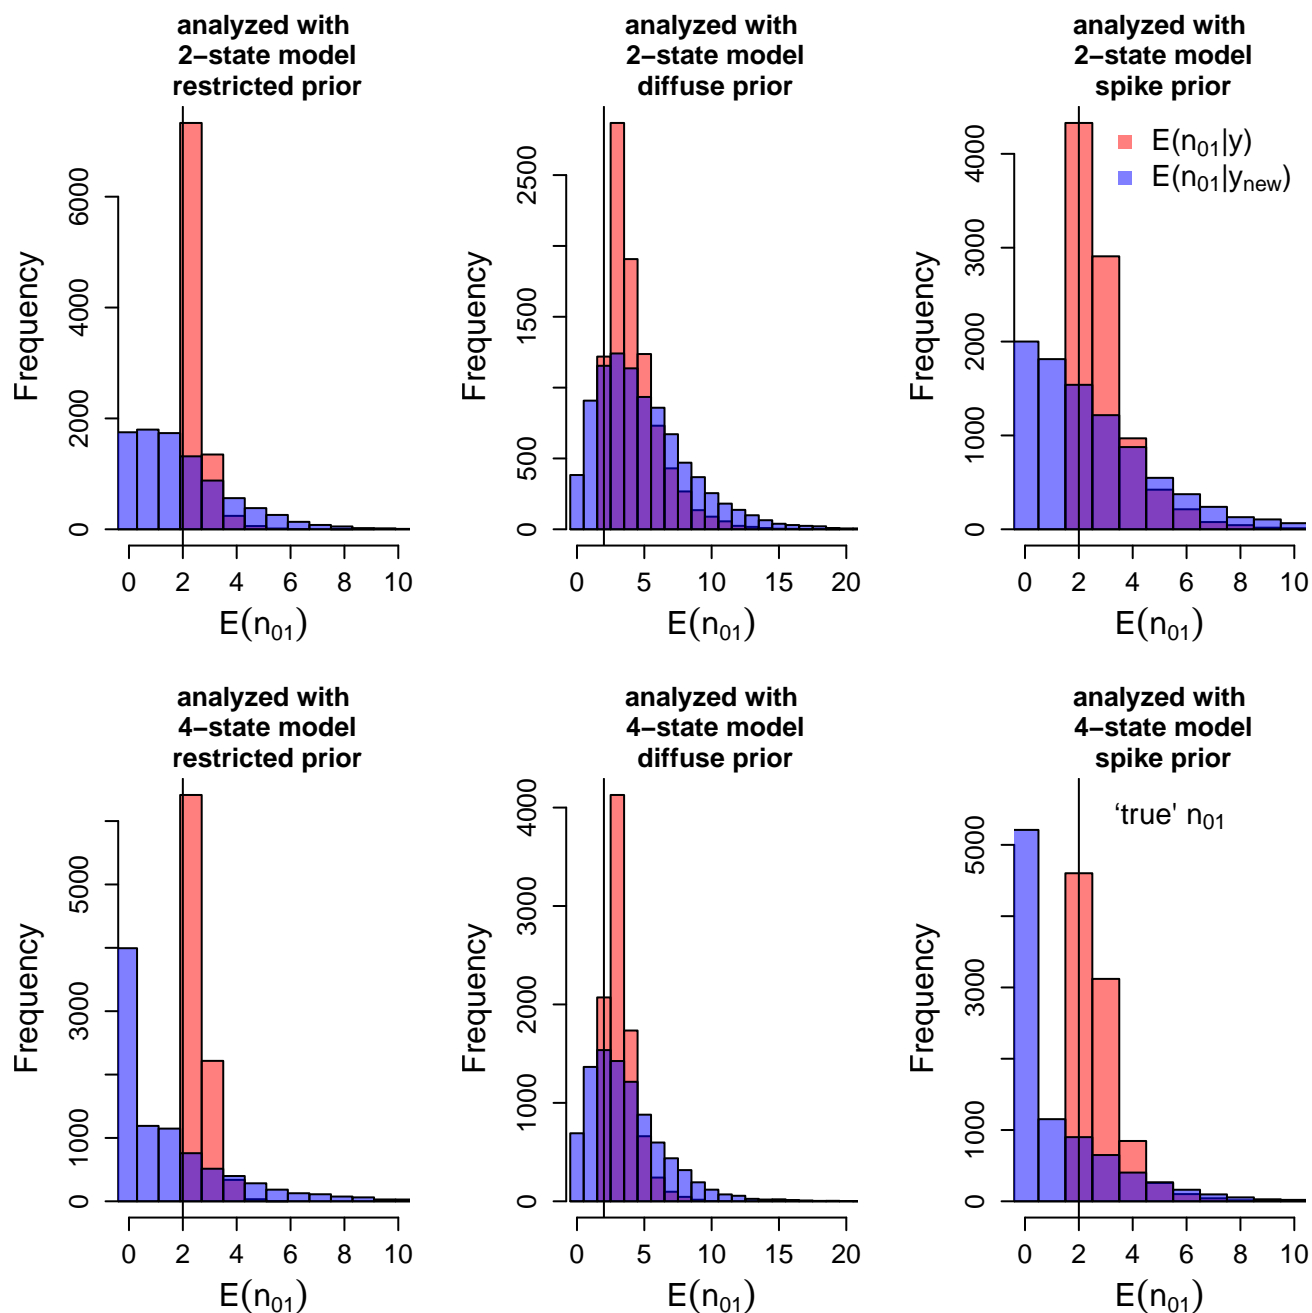 analyzed with
2−state model
restricted prior
Frequency
0
2000
4000
6000
0 2 4 6 8 10
E(n01)
analyzed with
2−state model
diffuse prior
Frequency
0
500
1500
2500
0 5 10 15 20
E(n01)
analyzed with
2−state model
spike prior
E(n01|y)
E(n01|ynew)
Frequency
0
1000
2000
3000
4000
0 2 4 6 8 10
E(n01)
analyzed with
4−state model
restricted prior
Frequency
0
1000
3000
5000
0 2 4 6 8 10
E(n01)
analyzed with
4−state model
diffuse prior
Frequency
0
1000
2000
3000
4000
0 5 10 15 20
E(n01)
analyzed with
4−state model
spike prior
‘true' n01
Frequency
0
1000
3000
5000
0 2 4 6 8 10
E(n01)